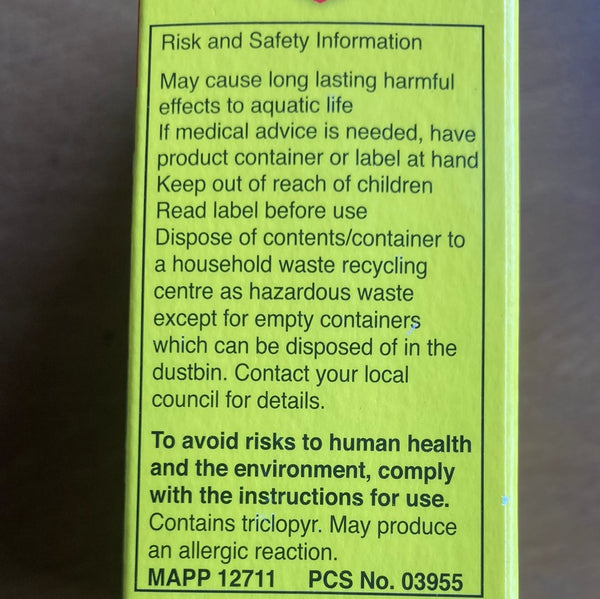 Risk and Safety Information
May cause long lasting harmful
effects to aquatic life
If medical advice is needed, have
product container or label at hand
Keep out of reach of children
Read label before use
Dispose of contents/container to
a household waste recycling
centre as hazardous waste
except for empty containers
which can be disposed of in the
dustbin. Contact your local
council for details.
To avoid risks to human health
and the environment, comply
with the instructions for use.
Contains triclopyr. May produce
an allergic reaction.
MAPP 12711 PCS No. 03955